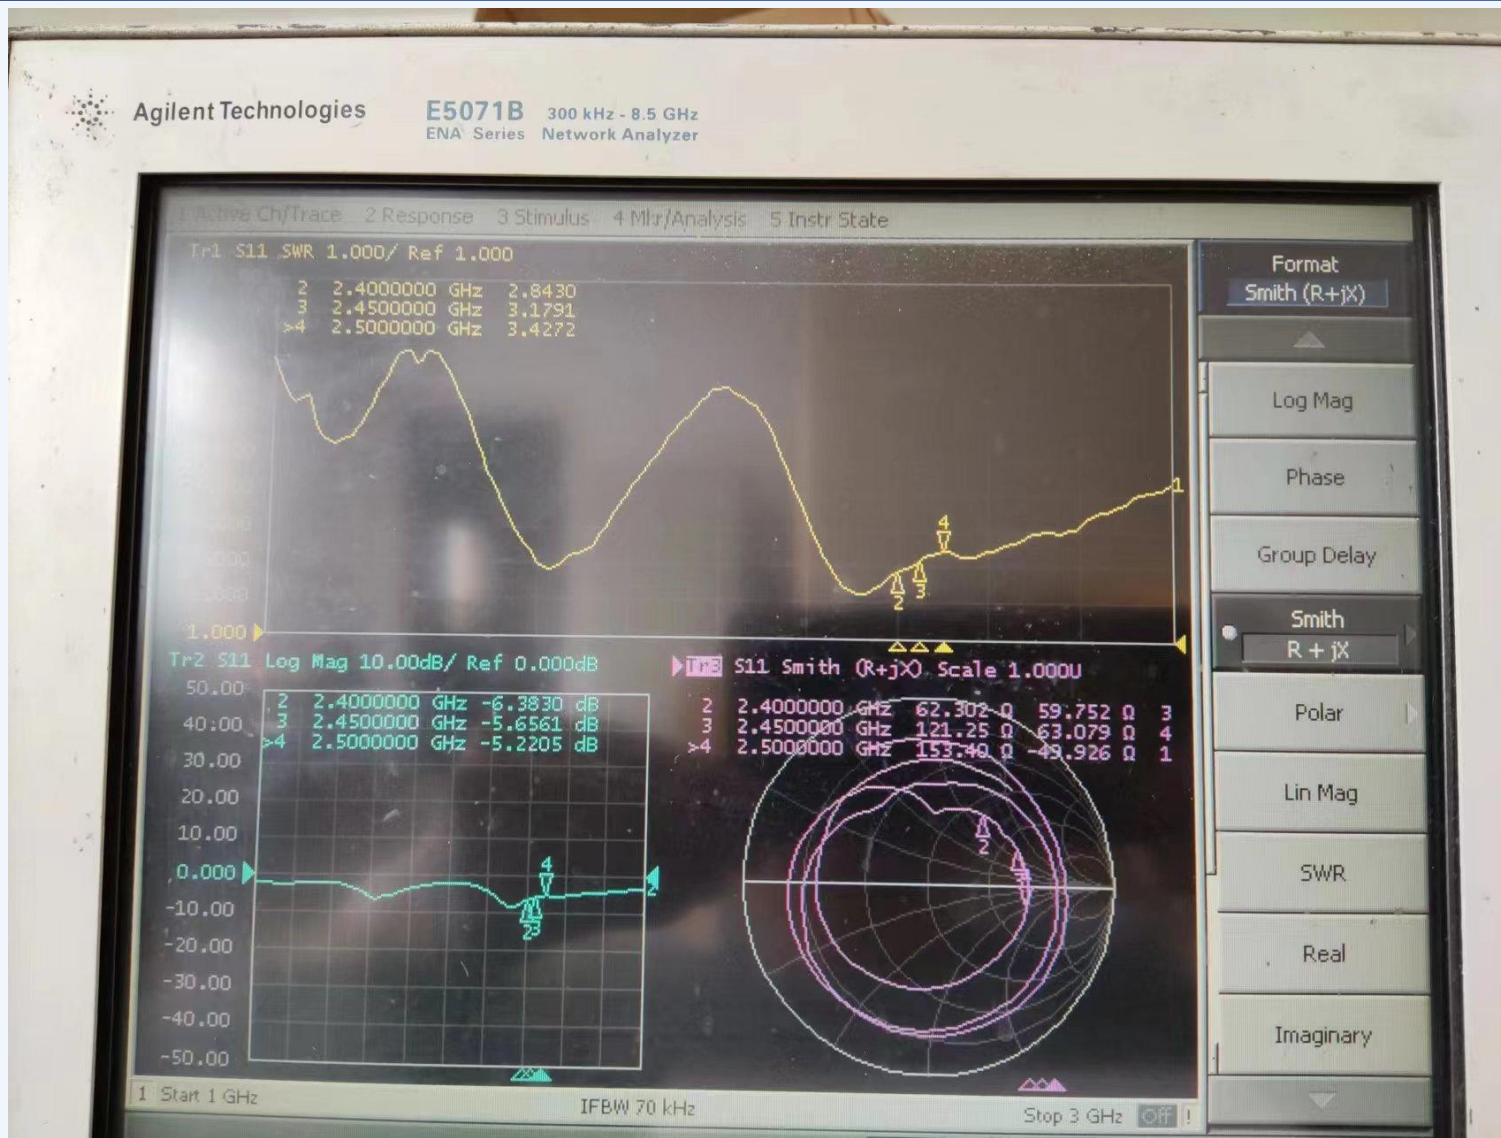 Agilent Technologies
E5071B 300 kHz - 8.5 GHz
ENA Series Network Analyzer
1 Active Ch/Trace 2 Response 3 Stimulus 4 Mkr/Analysis 5 Instr State
Tr1 S11 SWR 1.000/ Ref 1.000
2 2.4000000 GHz 2.8430
3 2.4500000 GHz 3.1791
>4 2.5000000 GHz 3.4272
1
4
2
3
1.000
Tr2 S11 Log Mag 10.00dB/ Ref 0.000dB
50.00
2 2.4000000 GHz -6.3830 dB
40.00
3 2.4500000 GHz -5.6561 dB
>4 2.5000000 GHz -5.2205 dB
30.00
20.00
10.00
0.000
4
2
-10.00
23
-20.00
-30.00
-40.00
-50.00
Tr3 S11 Smith (R+jX) Scale 1.000U
2 2.4000000 GHz 62.302 Ω 59.752 Ω 3
3 2.4500000 GHz 121.25 Ω 63.079 Ω 4
>4 2.5000000 GHz 153.40 Ω -49.926 Ω 1
2
1 Start 1 GHz
IFBW 70 kHz
Stop 3 GHz Off !
Format
Smith (R+jX)
Log Mag
Phase
Group Delay
Smith
R + jX
Polar
Lin Mag
SWR
Real
Imaginary